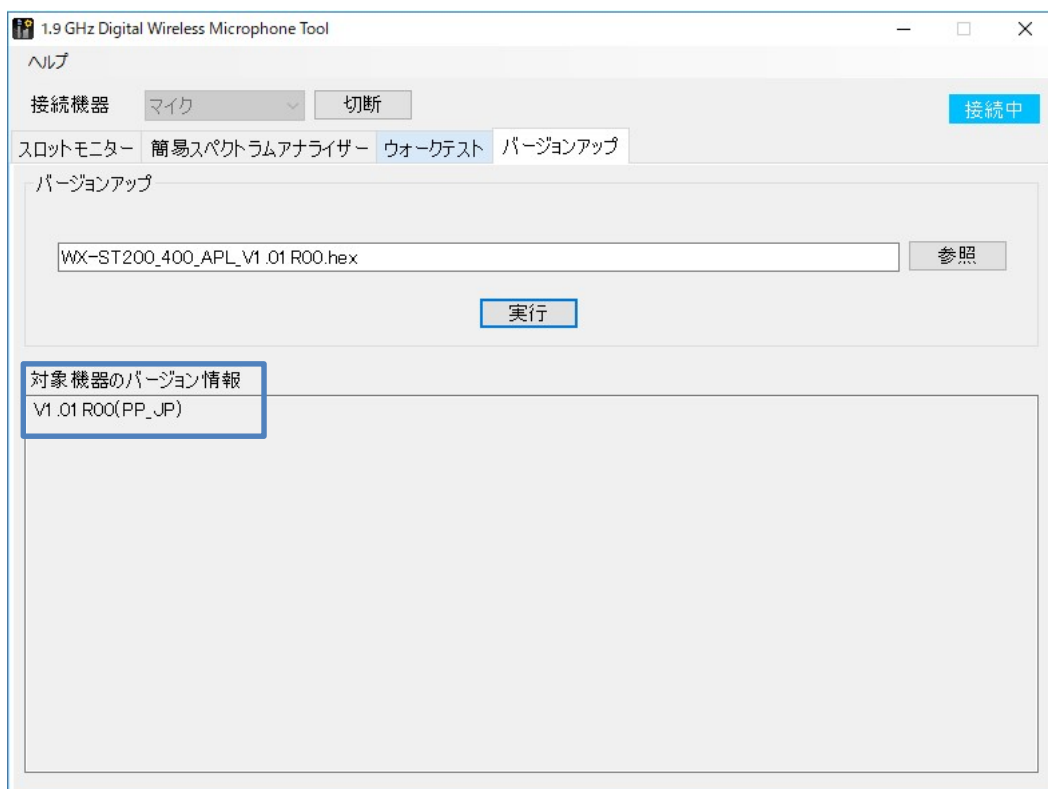 1.9 GHz Digital Wireless Microphone Tool
ヘルプ
接続機器 マイク 切断 接続中
スロットモニター 簡易スペクトラムアナライザー ウォークテスト バージョンアップ
バージョンアップ
WX-ST200_400_APL_V1.01R00.hex 参照
実行
対象機器のバージョン情報
V1.01R00(PP_JP)